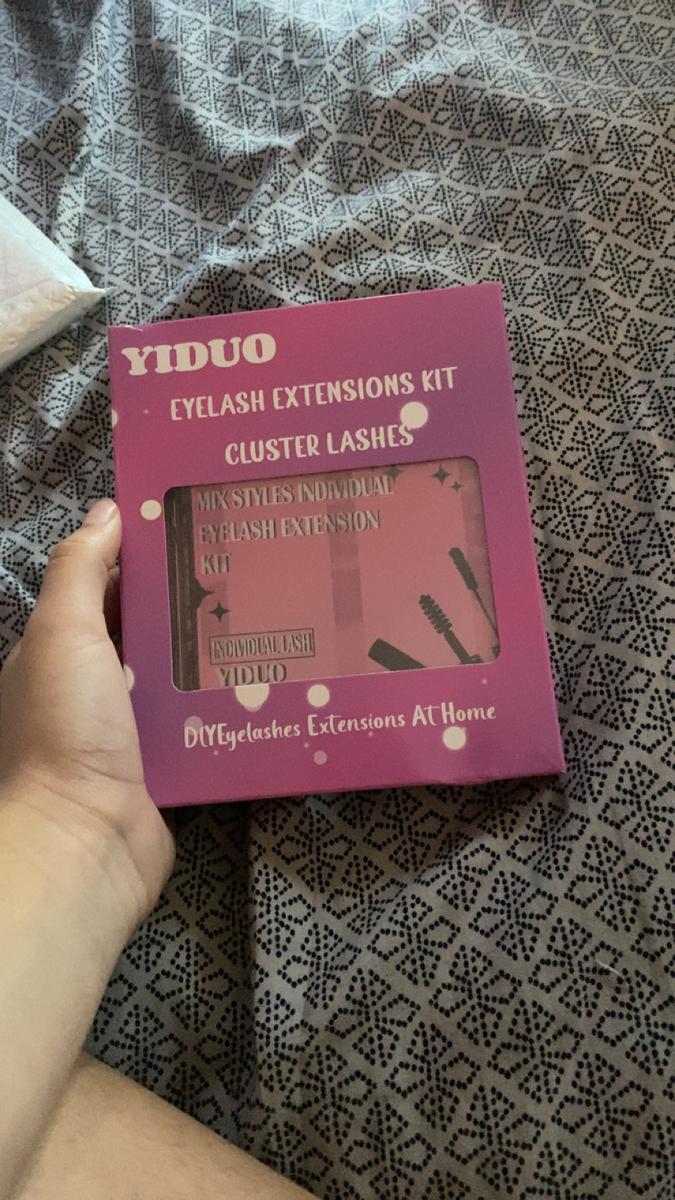 YIDUO
EYELASH EXTENSIONS KIT
CLUSTER LASHES
MIX STYLES INDIVIDUAL
EYELASH EXTENSION
KIT
INDIVIDUAL LASH
YIDUO
DIYEyelashes Extensions At Home